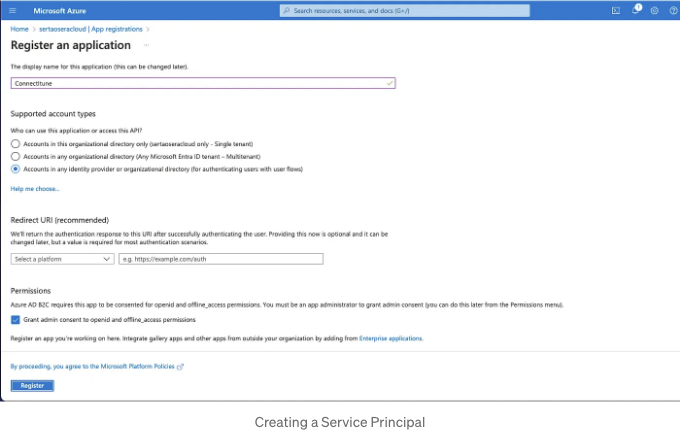 Microsoft Azure
Search resources, services, and docs (G+/)
1
Home > sertaoseracloud | App registrations >
Register an application ...
The display name for this application (this can be changed later).
ConnectItune
Supported account types
Who can use this application or access this API?
Accounts in this organizational directory only (sertaoseracloud only - Single tenant)
Accounts in any organizational directory (Any Microsoft Entra ID tenant – Multitenant)
Accounts in any identity provider or organizational directory (for authenticating users with user flows)
Help me choose...
Redirect URI (recommended)
We'll return the authentication response to this URI after successfully authenticating the user. Providing this now is optional and it can be
changed later, but a value is required for most authentication scenarios.
Select a platform
e.g. https://example.com/auth
Permissions
Azure AD B2C requires this app to be consented for openid and offline_access permissions. You must be an app administrator to grant admin consent (you can do this later from the Permissions menu).
Grant admin consent to openid and offline_access permissions
Register an app you're working on here. Integrate gallery apps and other apps from outside your organization by adding from Enterprise applications.
By proceeding, you agree to the Microsoft Platform Policies
Register
Creating a Service Principal